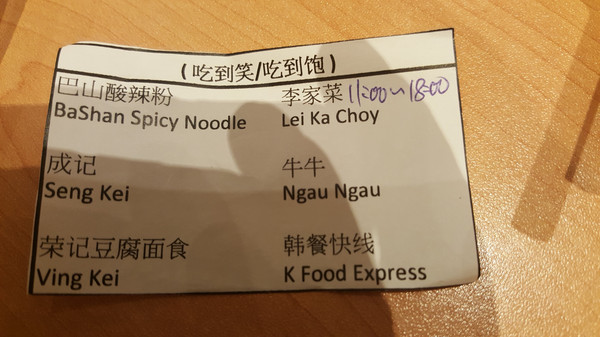 (吃到笑/吃到饱)
巴山酸辣粉
BaShan Spicy Noodle
李家菜 11:00~18:00
Lei Ka Choy
成记
Seng Kei
牛牛
Ngau Ngau
荣记豆腐面食
Ving Kei
韩餐快线
K Food Express